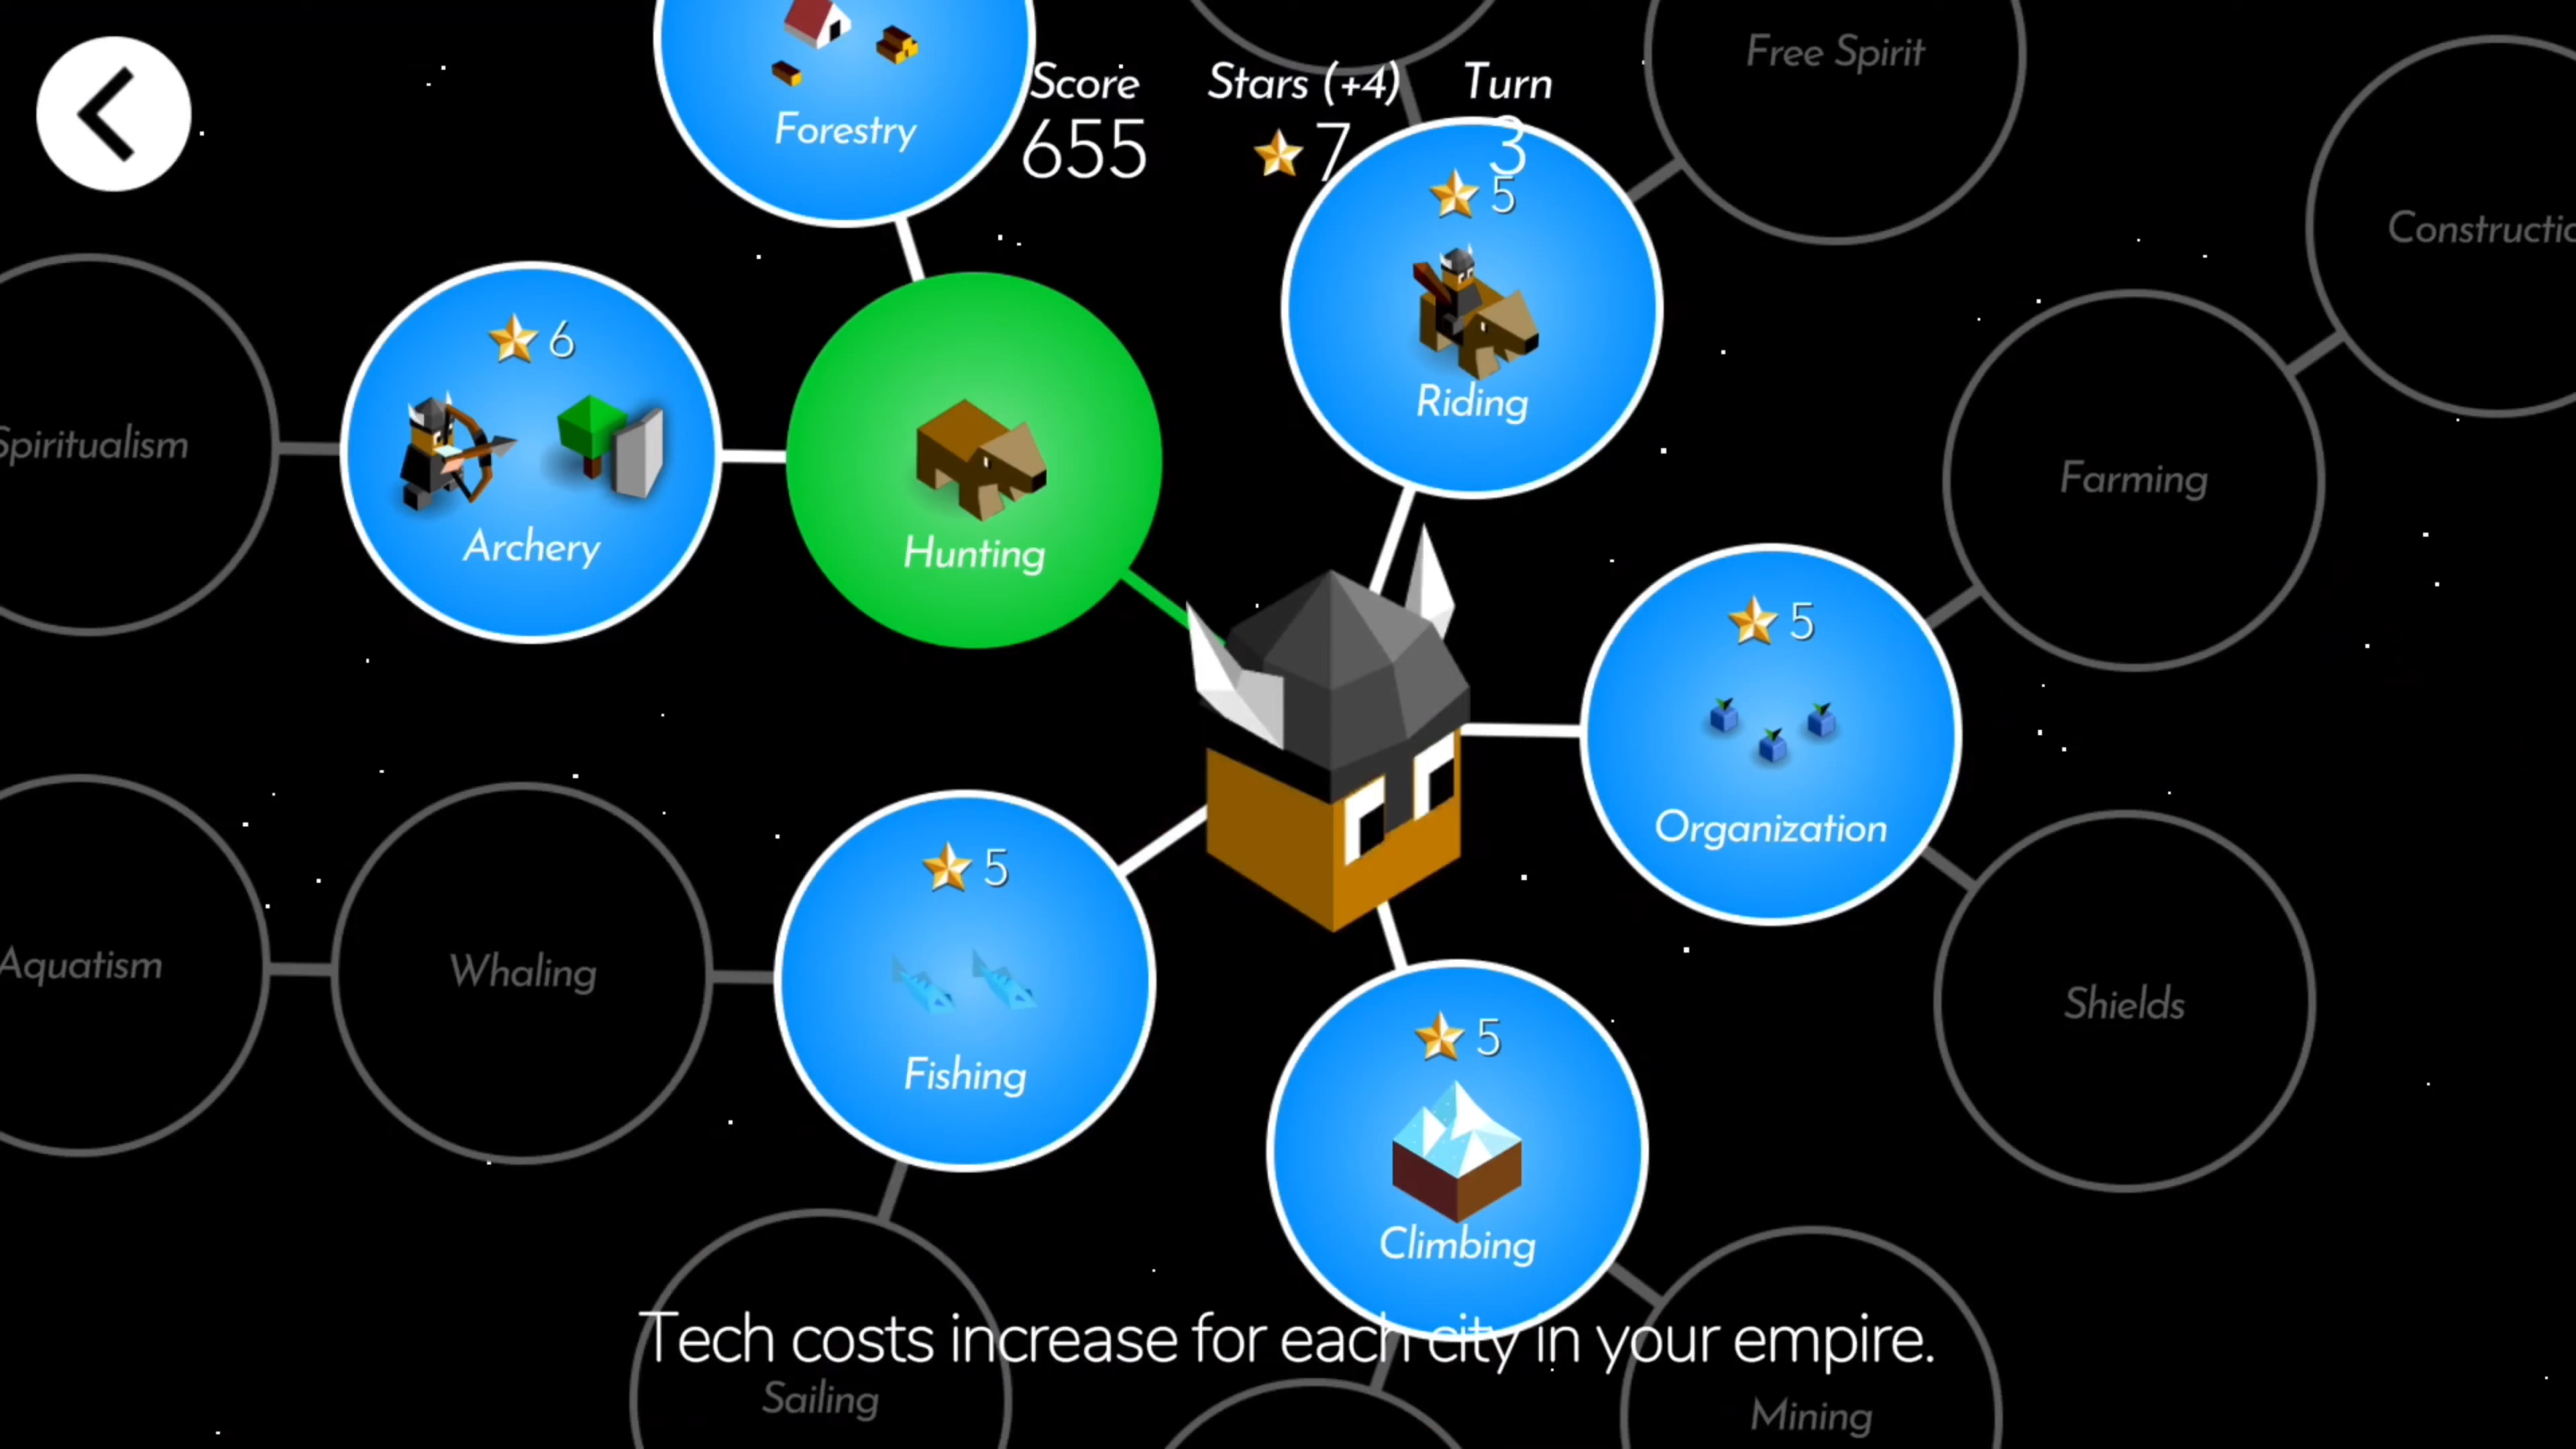 Free Spirit
Score
Stars (+4)
Turn
Forestry
655
7
3
5
Constructic
6
Riding
Spiritualism
Farming
Archery
Hunting
5
Organization
5
Whaling
Aquatism
Shields
5
Fishing
Climbing
Tech costs increase for each city in your empire.
Sailing
Mining